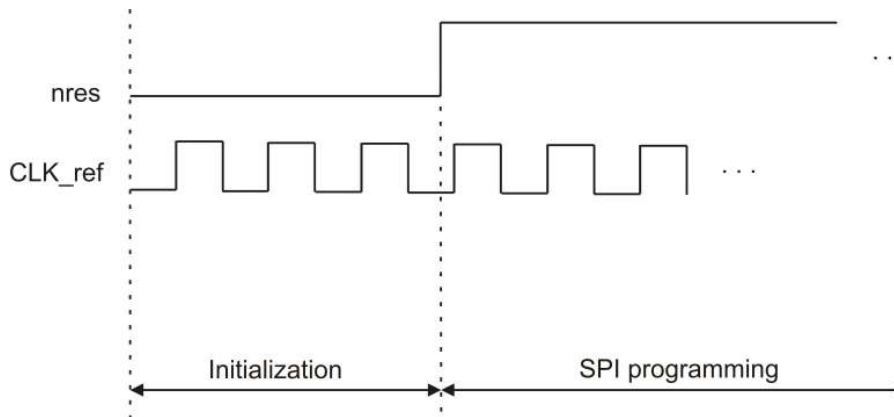 nres
CLK_ref
. .
. . .
Initialization
SPI programming